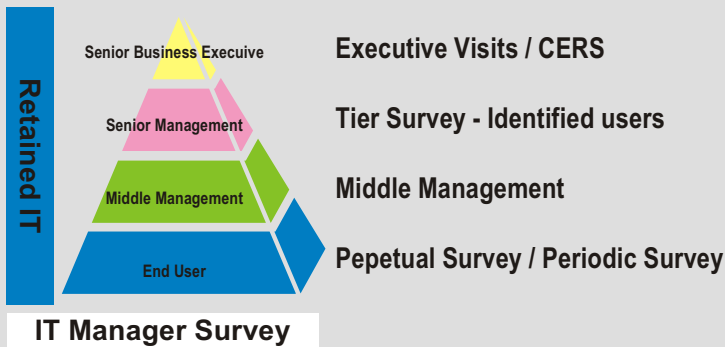 Retained IT
Senior Business Execuive
Executive Visits / CERS
Senior Management
Tier Survey - Identified users
Middle Management
Middle Management
End User
Pepetual Survey / Periodic Survey
IT Manager Survey